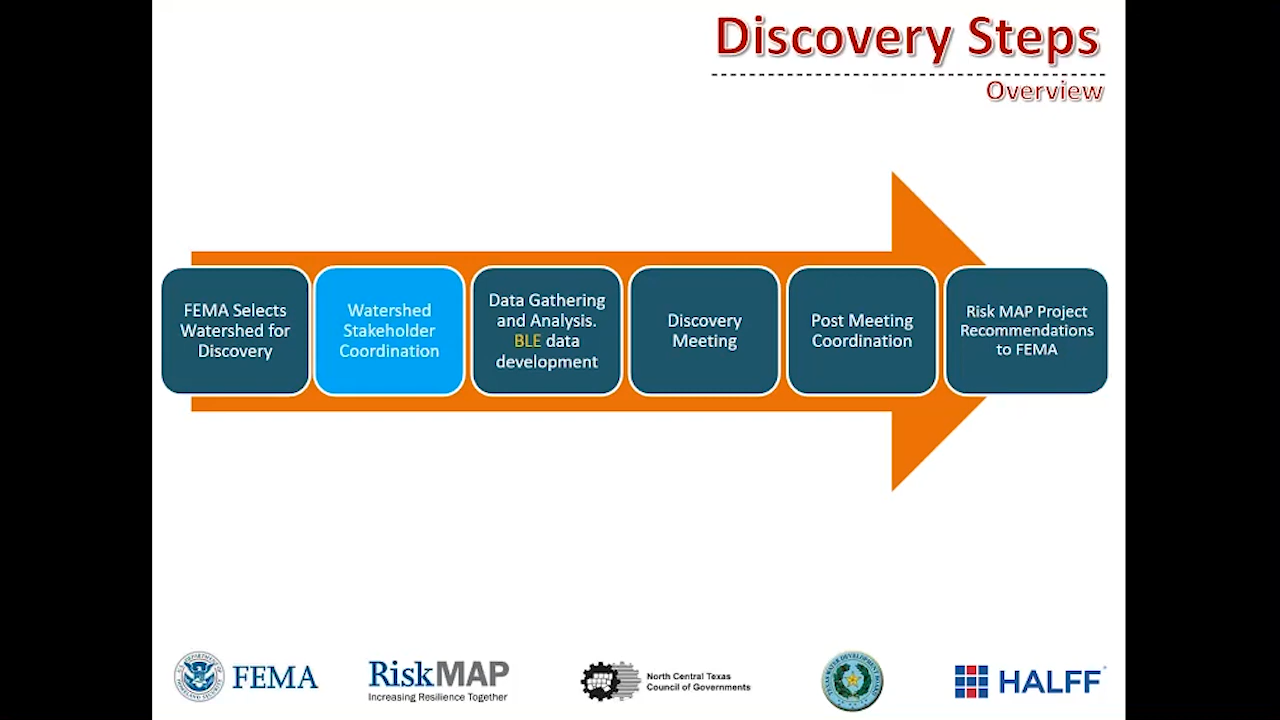 Discovery Steps
Overview
FEMA Selects
Watershed for
Discovery
Watershed
Stakeholder
Coordination
Data Gathering
and Analysis.
BLE data
development
Discovery
Meeting
Post Meeting
Coordination
Risk MAP Project
Recommendations
to FEMA
FEMA
RiskMAP
Increasing Resilience Together
North Central Texas
Council of Governments
HALFF